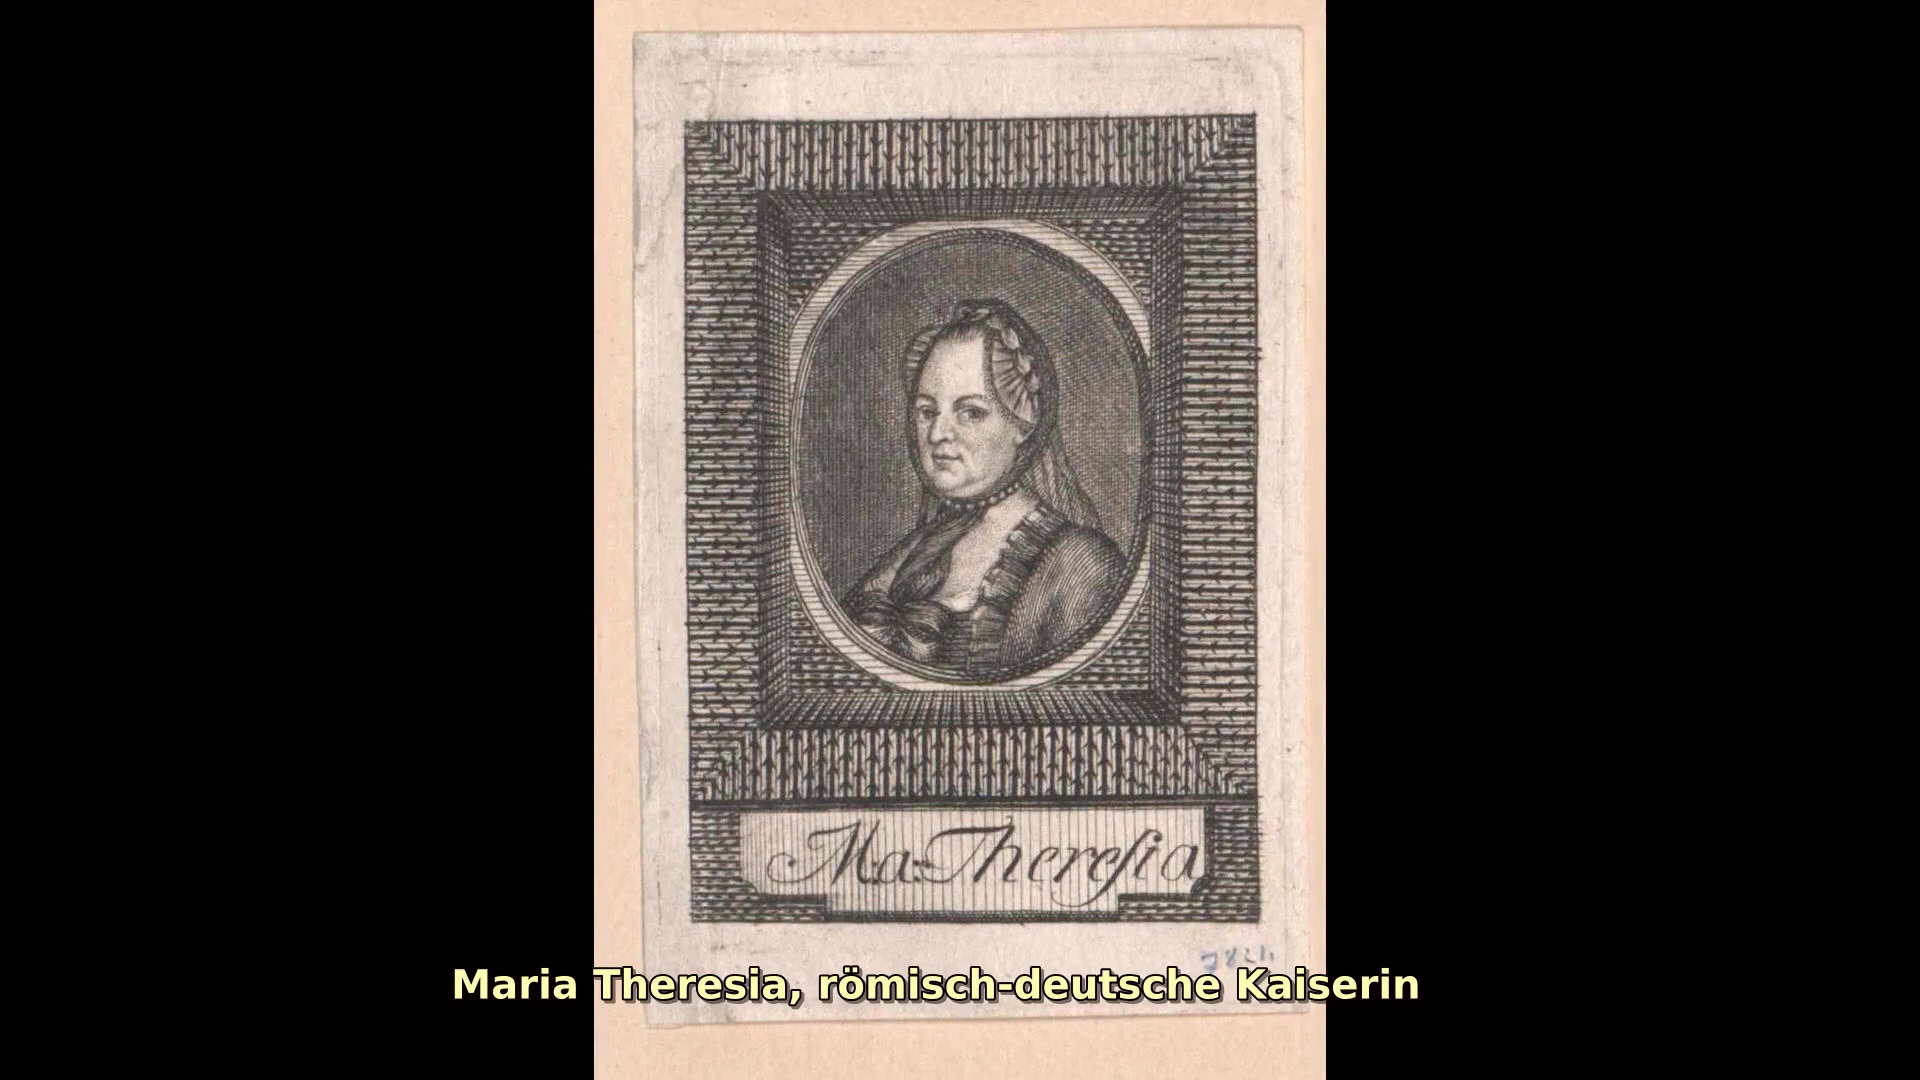 Ma: Thereſia
Maria Theresia, römisch-deutsche Kaiserin